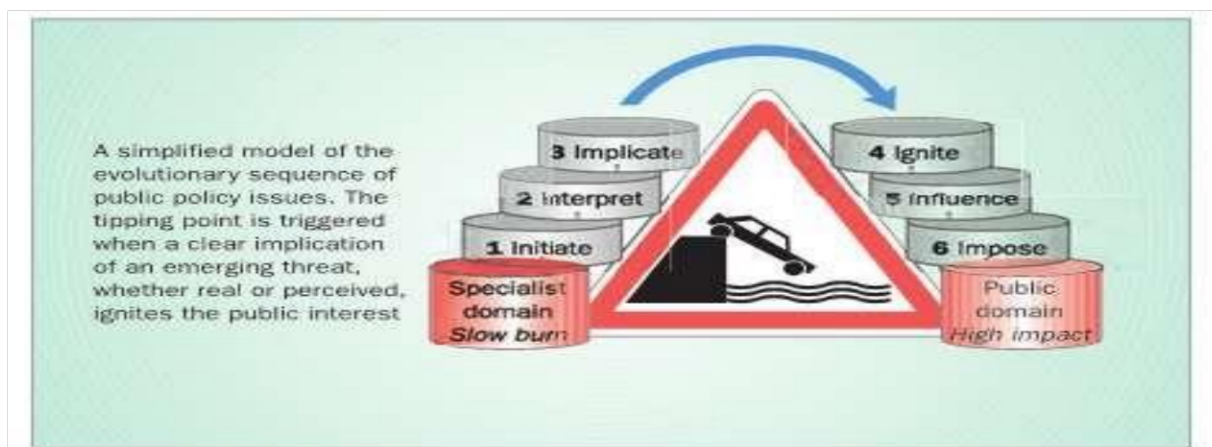 A simplified model of the
evolutionary sequence of
public policy issues. The
tipping point is triggered
when a clear implication
of an emerging threat,
whether real or perceived,
ignites the public interest
3 Implicate
2 Interpret
1 Initiate
Specialist
domain
Slow burn
4 Ignite
5 Influence
6 Impose
Public
domain
High impact